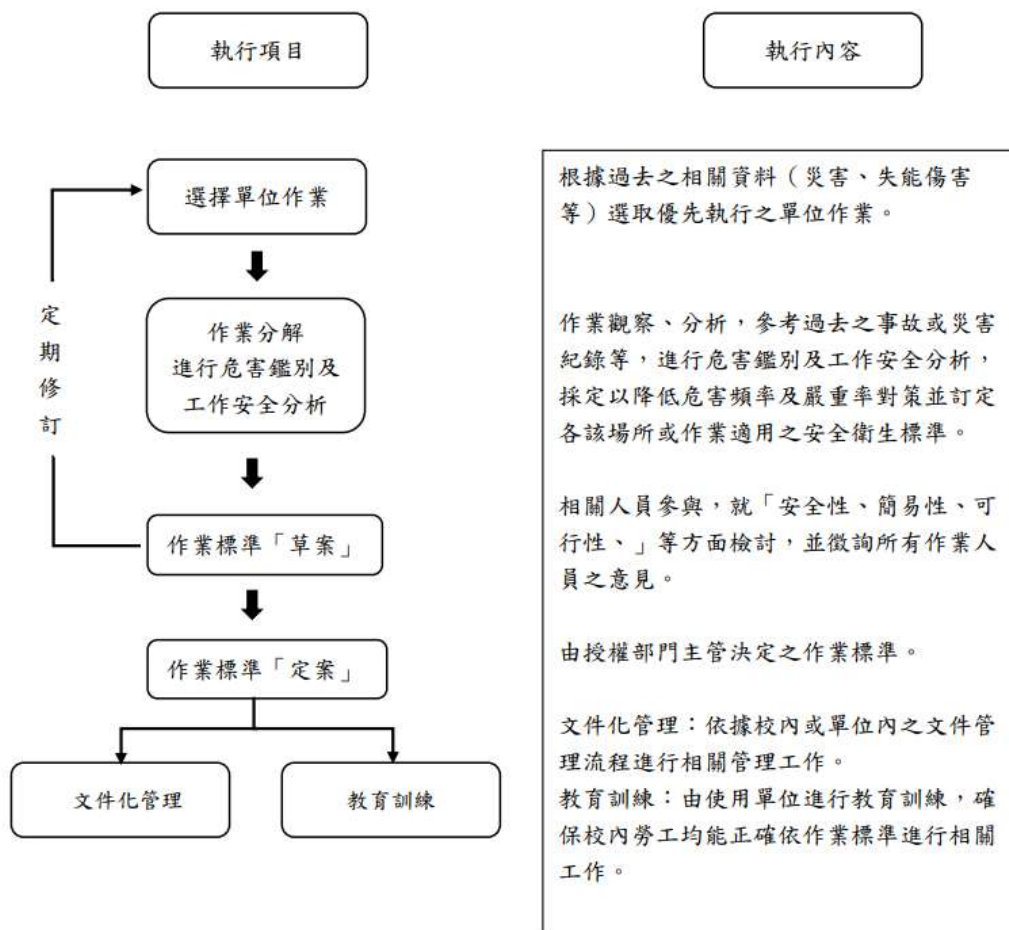 執行項目
執行內容
選擇單位作業
作業分解
進行危害鑑別及
工作安全分析
作業標準「草案」
作業標準「定案」
文件化管理
教育訓練
定
期
修
訂
根據過去之相關資料（災害、失能傷害
等）選取優先執行之單位作業。
作業觀察、分析，參考過去之事故或災害
紀錄等，進行危害鑑別及工作安全分析，
採定以降低危害頻率及嚴重率對策並訂定
各該場所或作業適用之安全衛生標準。
相關人員參與，就「安全性、簡易性、可
行性、」等方面檢討，並徵詢所有作業人
員之意見。
由授權部門主管決定之作業標準。
文件化管理：依據校內或單位內之文件管
理流程進行相關管理工作。
教育訓練：由使用單位進行教育訓練，確
保校內勞工均能正確依作業標準進行相關
工作。